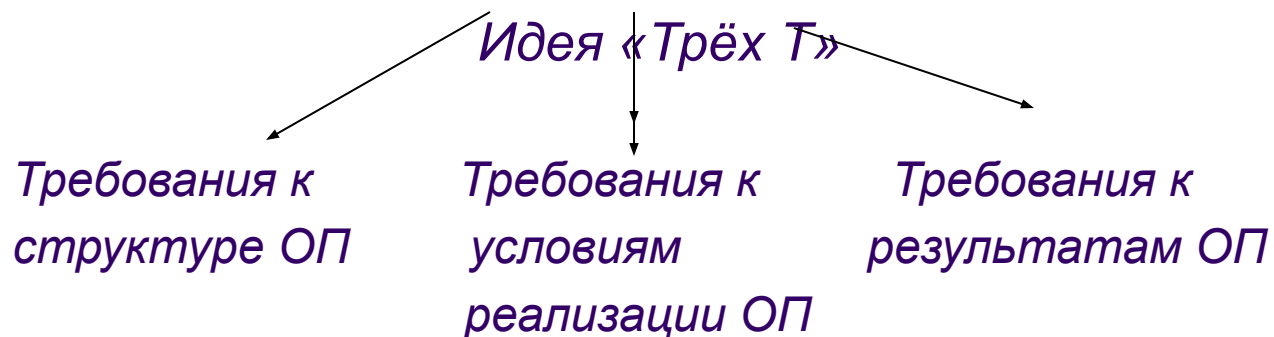 Идея «Трёх Т»
Требования к
структуре ОП
Требования к
условиям
реализации ОП
Требования к
результатам ОП